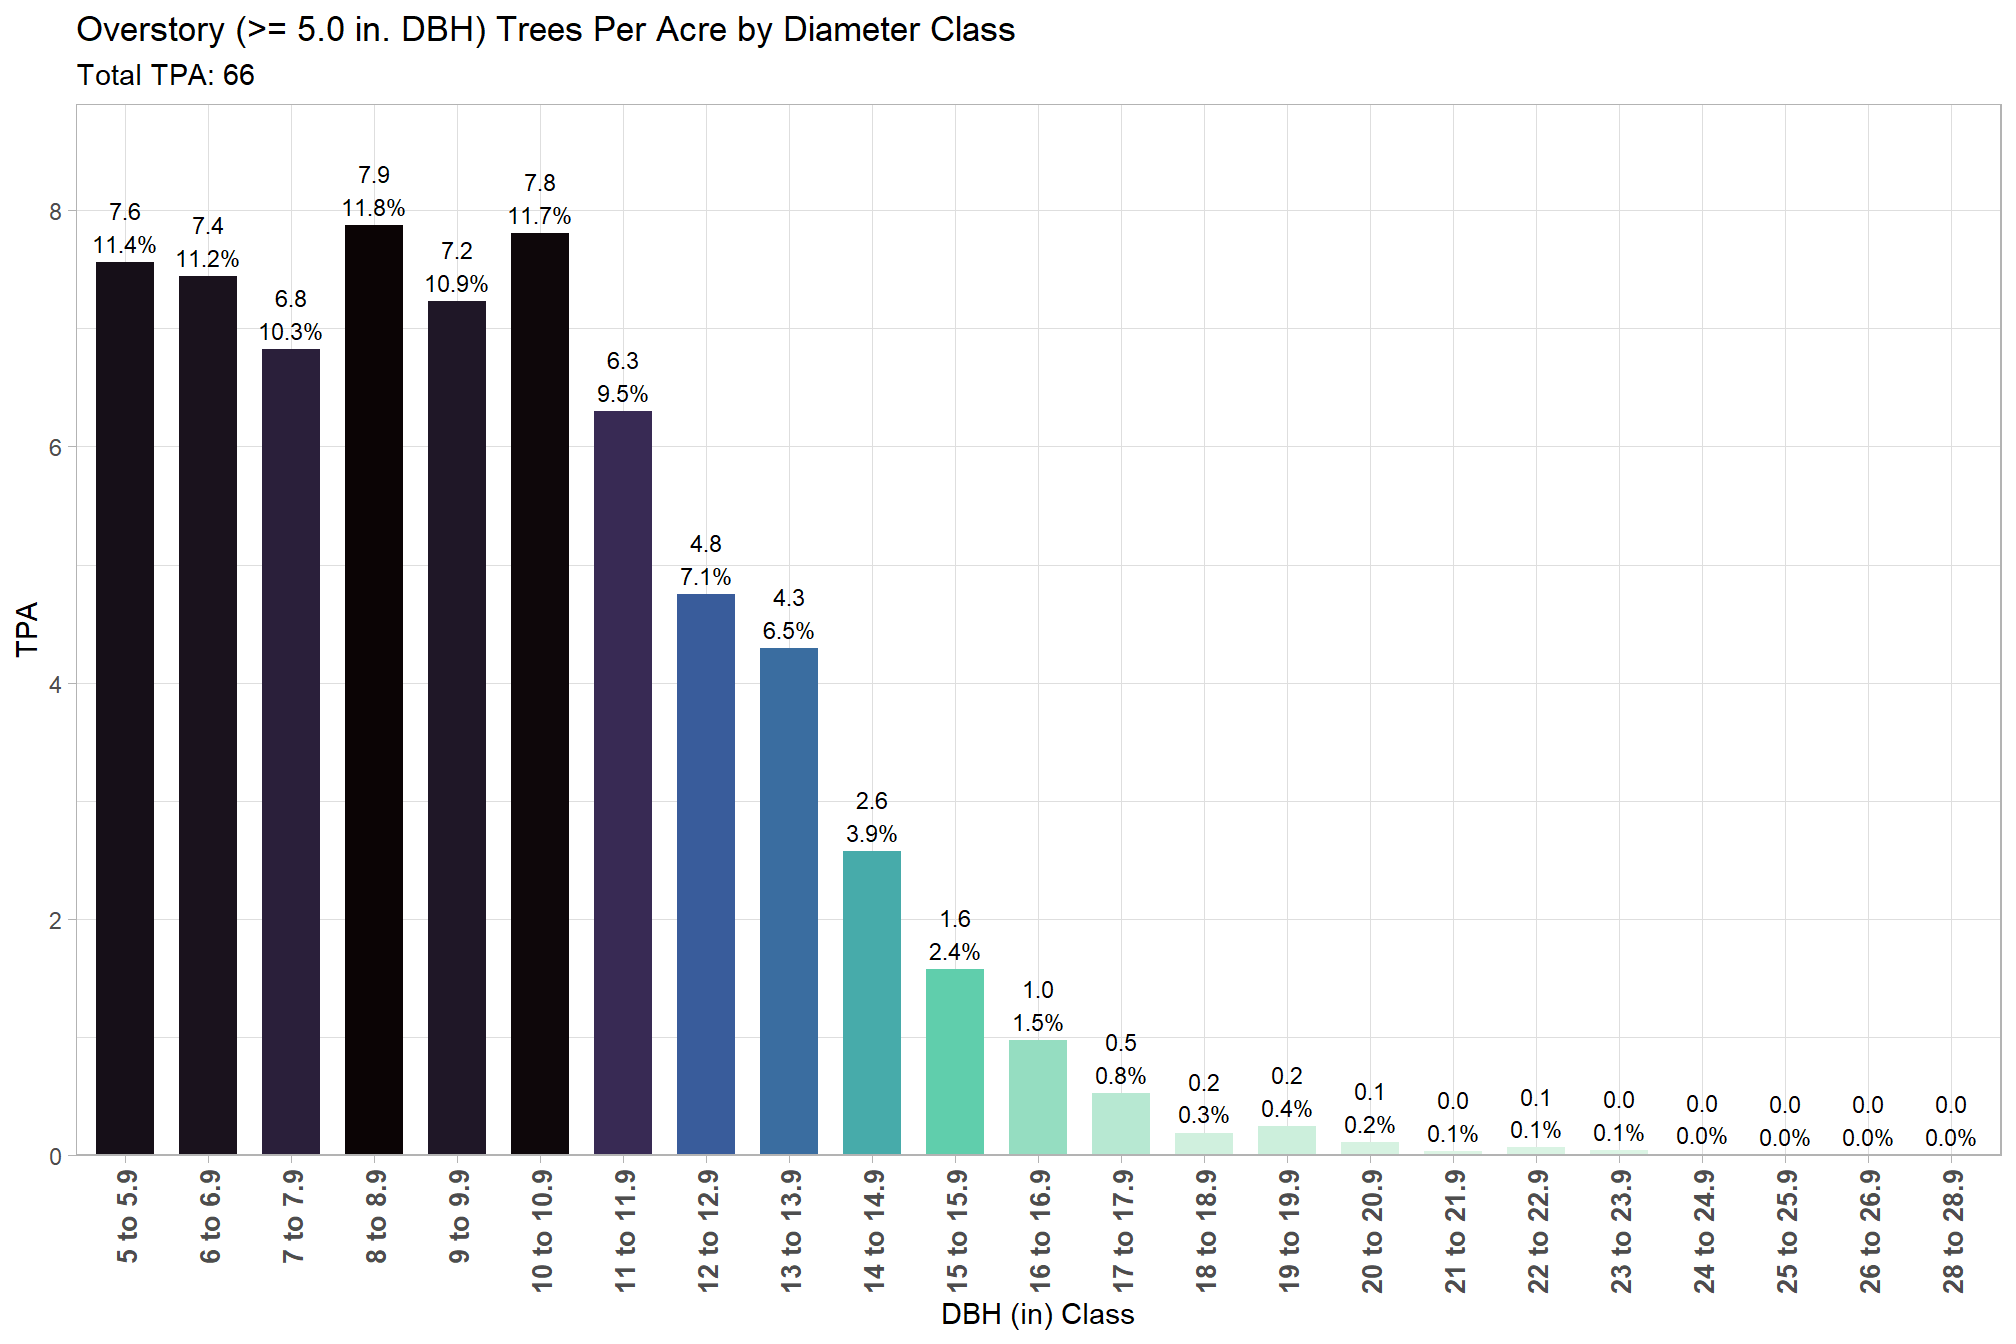 Overstory (>= 5.0 in. DBH) Trees Per Acre by Diameter Class
Total TPA: 66
TPA
8
6
4
2
0
7.6
11.4%
7.4
11.2%
6.8
10.3%
7.9
11.8%
7.2
10.9%
7.8
11.7%
6.3
9.5%
4.8
7.1%
4.3
6.5%
2.6
3.9%
1.6
2.4%
1.0
1.5%
0.5
0.8%
0.2
0.3%
0.2
0.4%
0.1
0.2%
0.0
0.1%
0.1
0.1%
0.0
0.1%
0.0
0.0%
0.0
0.0%
0.0
0.0%
0.0
0.0%
5 to 5.9
6 to 6.9
7 to 7.9
8 to 8.9
9 to 9.9
10 to 10.9
11 to 11.9
12 to 12.9
13 to 13.9
14 to 14.9
15 to 15.9
16 to 16.9
17 to 17.9
18 to 18.9
19 to 19.9
20 to 20.9
21 to 21.9
22 to 22.9
23 to 23.9
24 to 24.9
25 to 25.9
26 to 26.9
28 to 28.9
DBH (in) Class